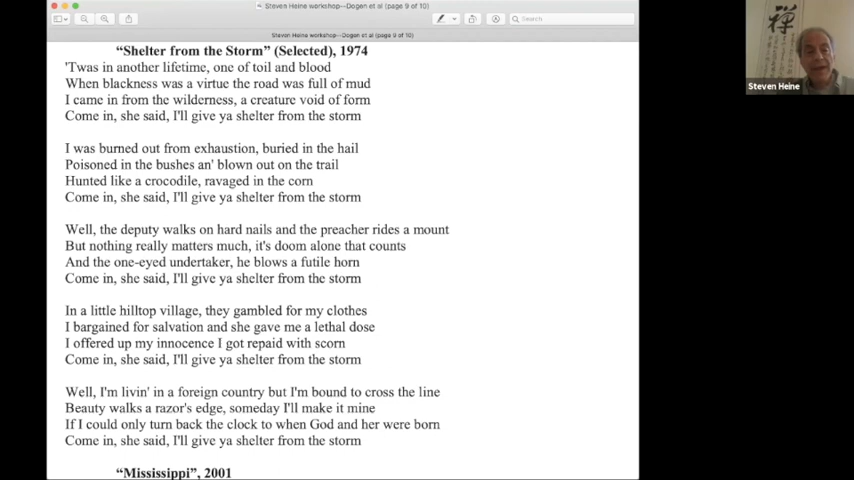 Steven Heine workshop--Dogen et al (page 9 of 10)
Search
Steven Heine workshop--Dogen et al (page 9 of 10)
“Shelter from the Storm” (Selected), 1974
'Twas in another lifetime, one of toil and blood
When blackness was a virtue the road was full of mud
I came in from the wilderness, a creature void of form
Come in, she said, I'll give ya shelter from the storm
I was burned out from exhaustion, buried in the hail
Poisoned in the bushes an' blown out on the trail
Hunted like a crocodile, ravaged in the corn
Come in, she said, I'll give ya shelter from the storm
Well, the deputy walks on hard nails and the preacher rides a mount
But nothing really matters much, it's doom alone that counts
And the one-eyed undertaker, he blows a futile horn
Come in, she said, I'll give ya shelter from the storm
In a little hilltop village, they gambled for my clothes
I bargained for salvation and she gave me a lethal dose
I offered up my innocence I got repaid with scorn
Come in, she said, I'll give ya shelter from the storm
Well, I'm livin' in a foreign country but I'm bound to cross the line
Beauty walks a razor's edge, someday I'll make it mine
If I could only turn back the clock to when God and her were born
Come in, she said, I'll give ya shelter from the storm
“Mississippi”, 2001
禅
Steven Heine